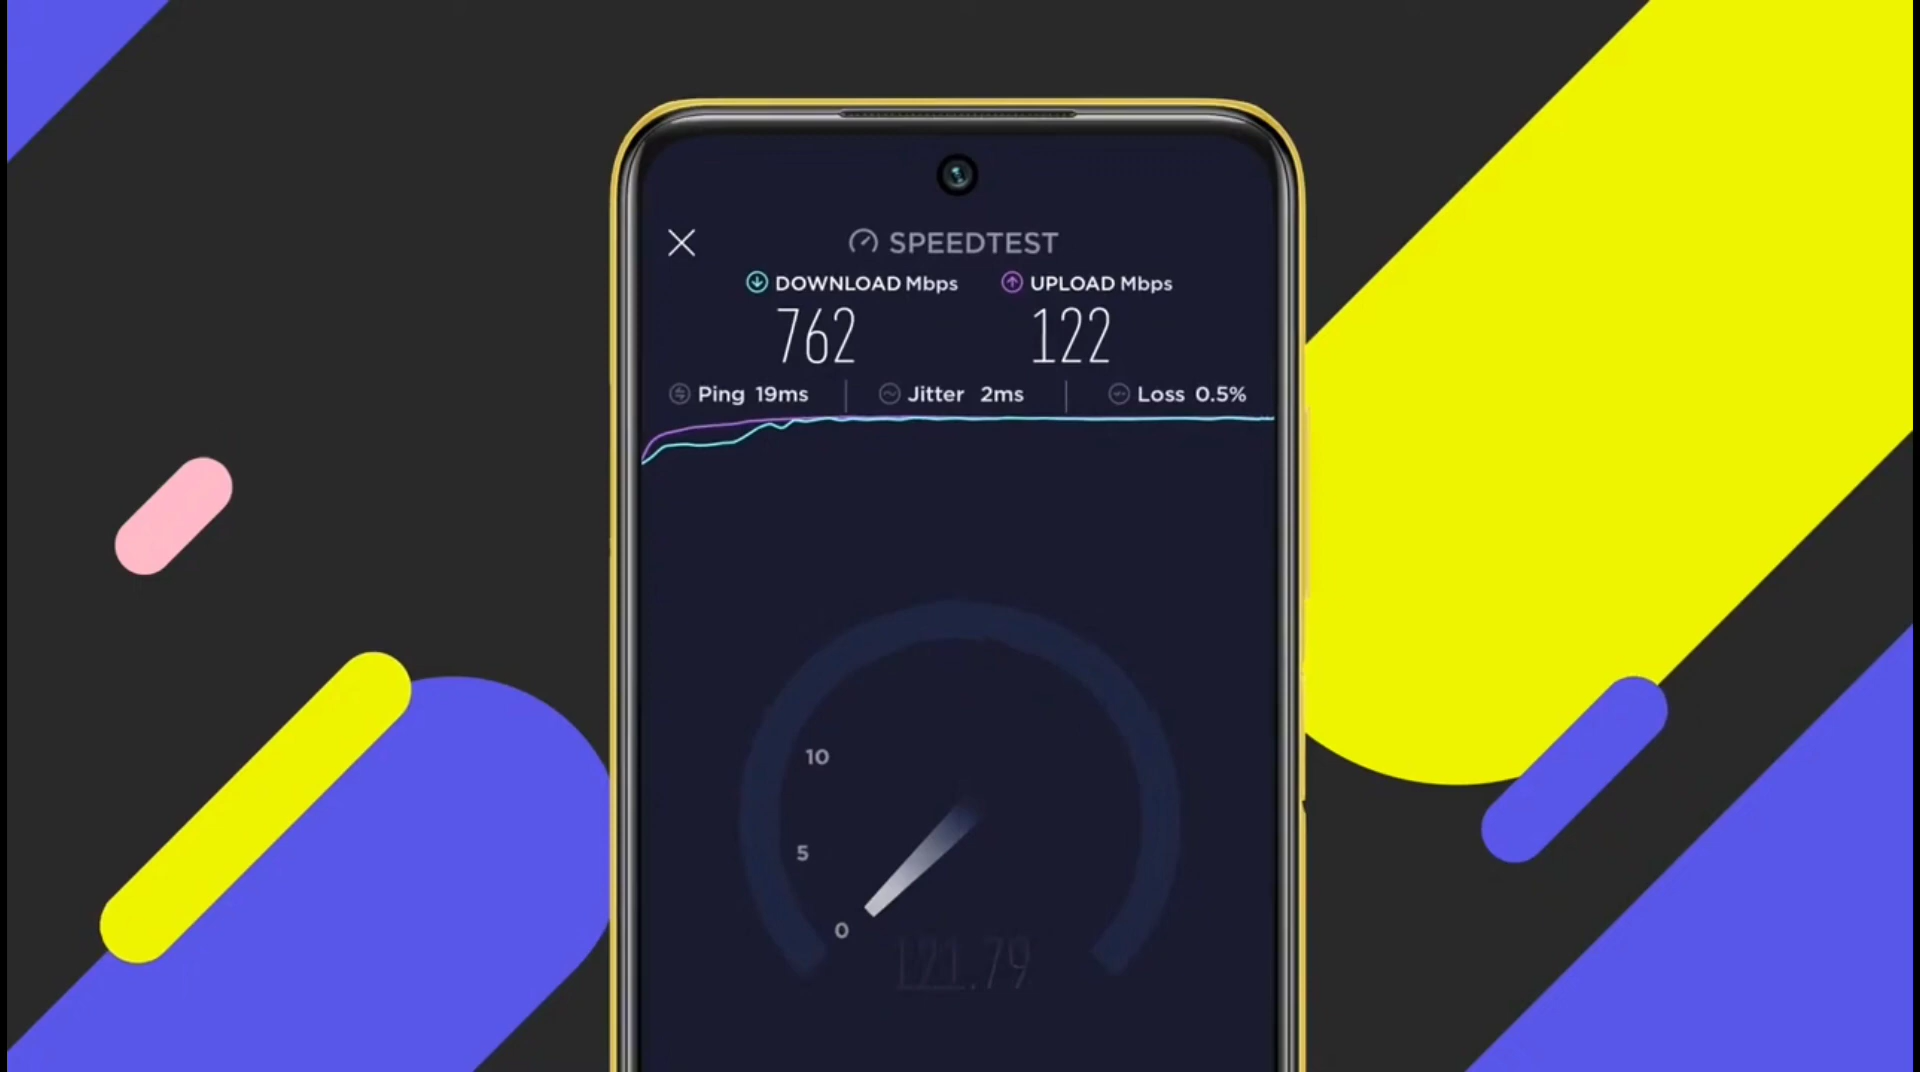 SPEEDTEST
DOWNLOAD Mbps UPLOAD Mbps
762 122
Ping 19ms Jitter 2ms Loss 0.5%
10
5
0
121.79